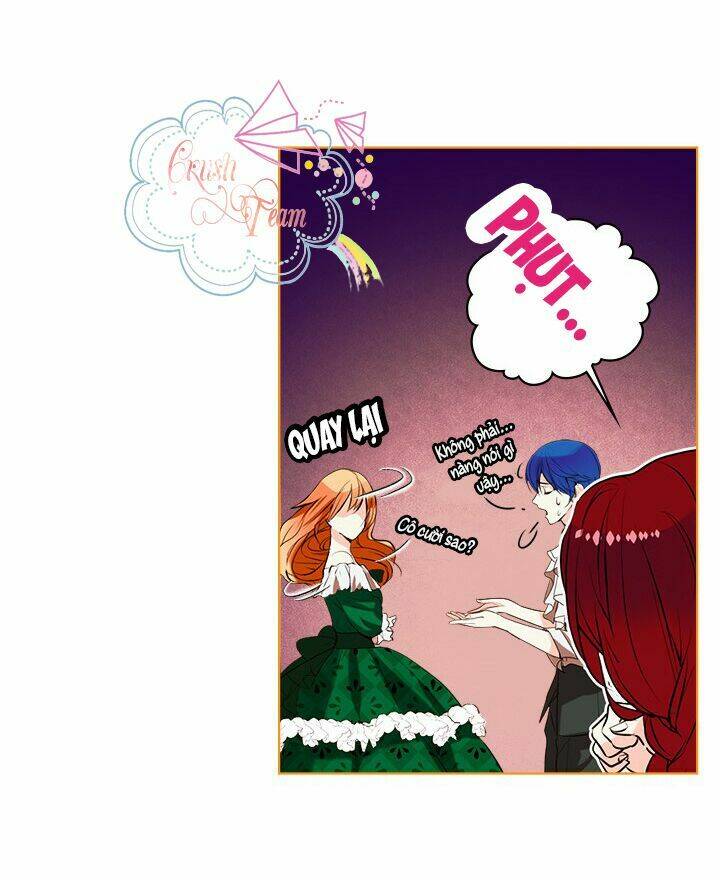 Crush
Team
PHỤT...
QUAY LẠI
Không phải...
nàng nói gì
vậy...
Cô cười sao?